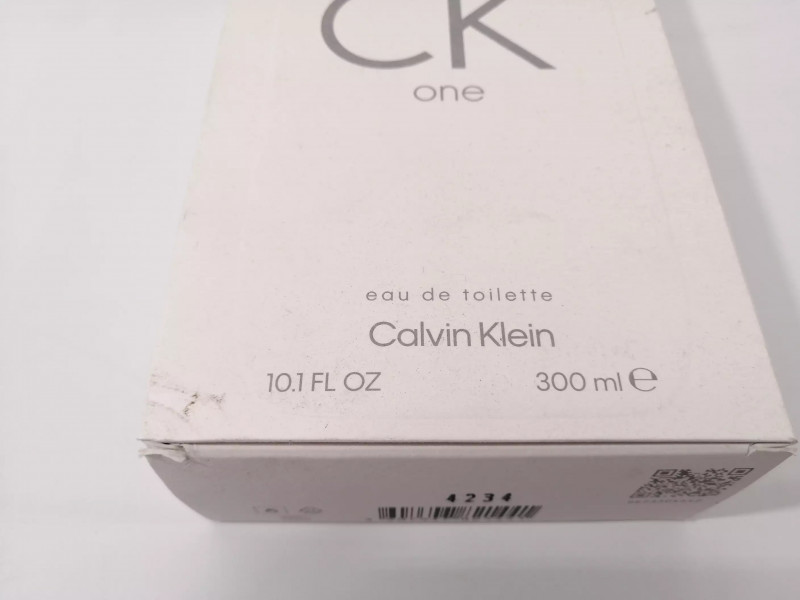 CK
one
eau de toilette
Calvin Klein
10.1 FL OZ 300 ml ℮
4234